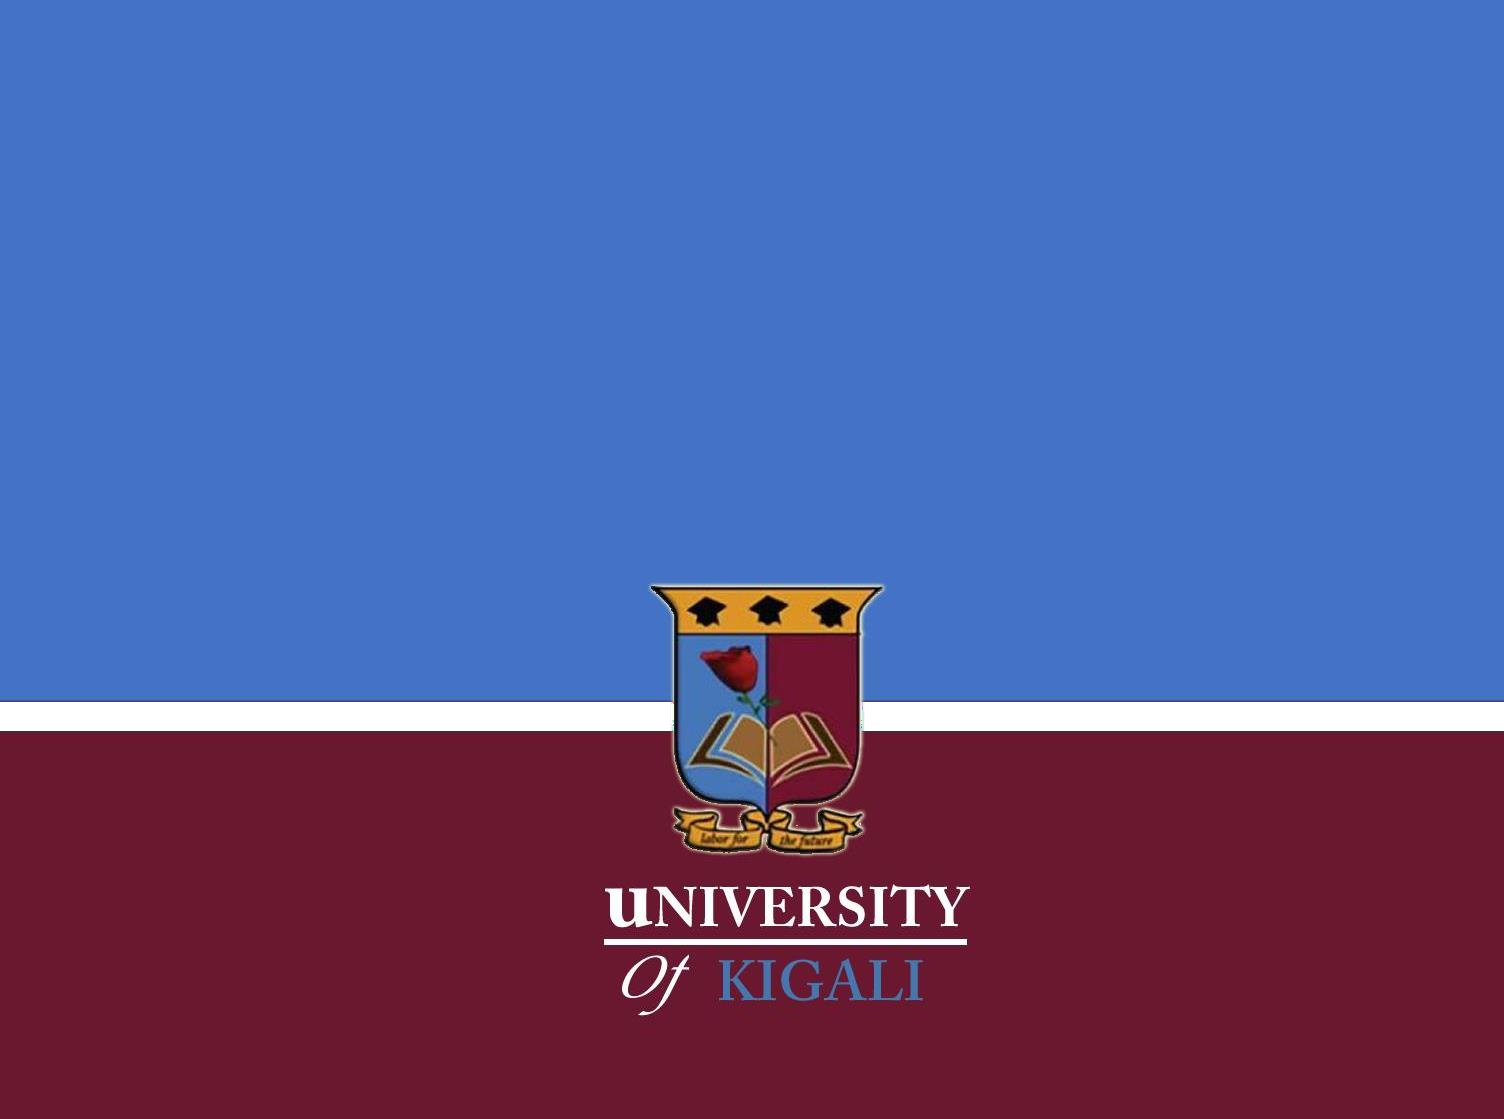 labor for the future
uNIVERSITY
Of KIGALI